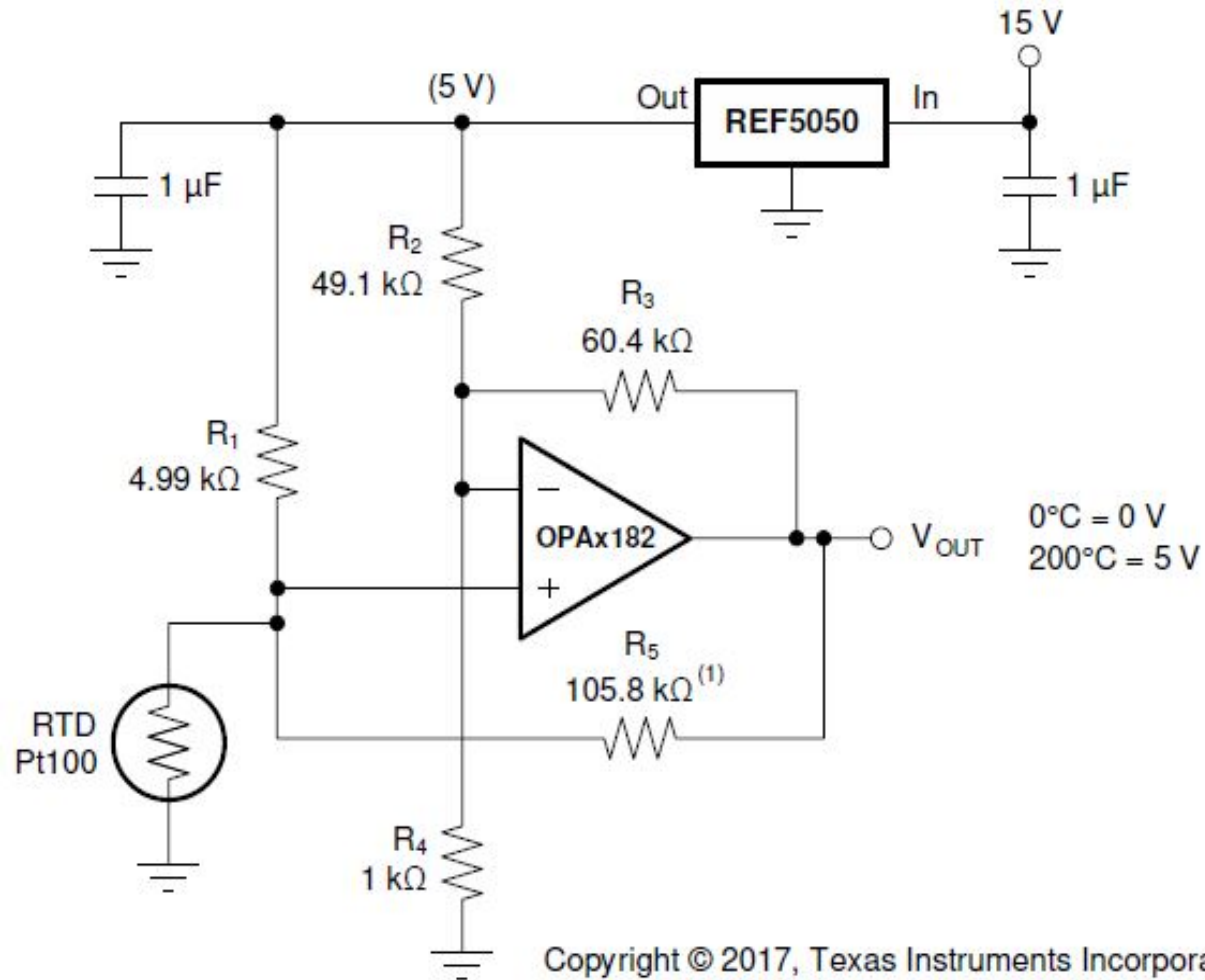 15 V
(5 V)
Out
REF5050
In
1 µF
1 µF
R2
49.1 kΩ
R3
60.4 kΩ
R1
4.99 kΩ
−
OPAx182
+
VOUT
0°C = 0 V
200°C = 5 V
R5
105.8 kΩ(1)
RTD
Pt100
R4
1 kΩ
Copyright © 2017, Texas Instruments Incorpora